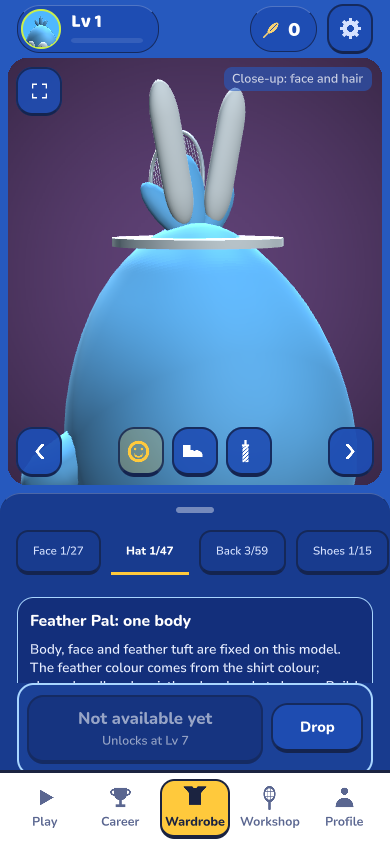 Lv 1
0
Close-up: face and hair
Face 1/27
Hat 1/47
Back 3/59
Shoes 1/15
Feather Pal: one body
Body, face and feather tuft are fixed on this model.
The feather colour comes from the shirt colour;
Not available yet
Unlocks at Lv 7
Drop
Play
Career
Wardrobe
Workshop
Profile